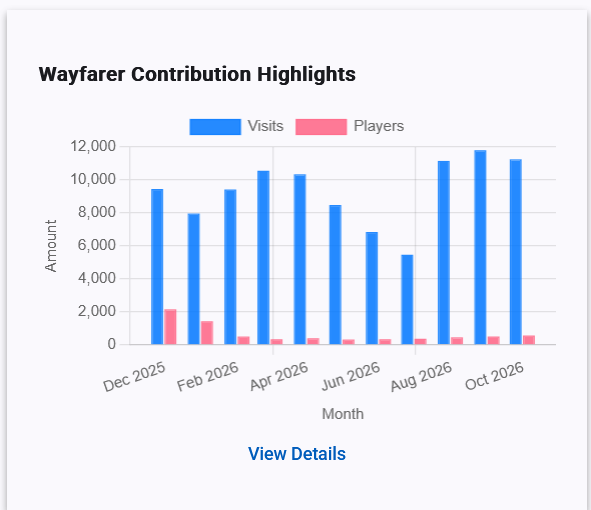 Wayfarer Contribution Highlights
Visits Players
12,000
10,000
8,000
6,000
4,000
2,000
0
Amount
Dec 2025 Feb 2026 Apr 2026 Jun 2026 Aug 2026 Oct 2026
Month
View Details